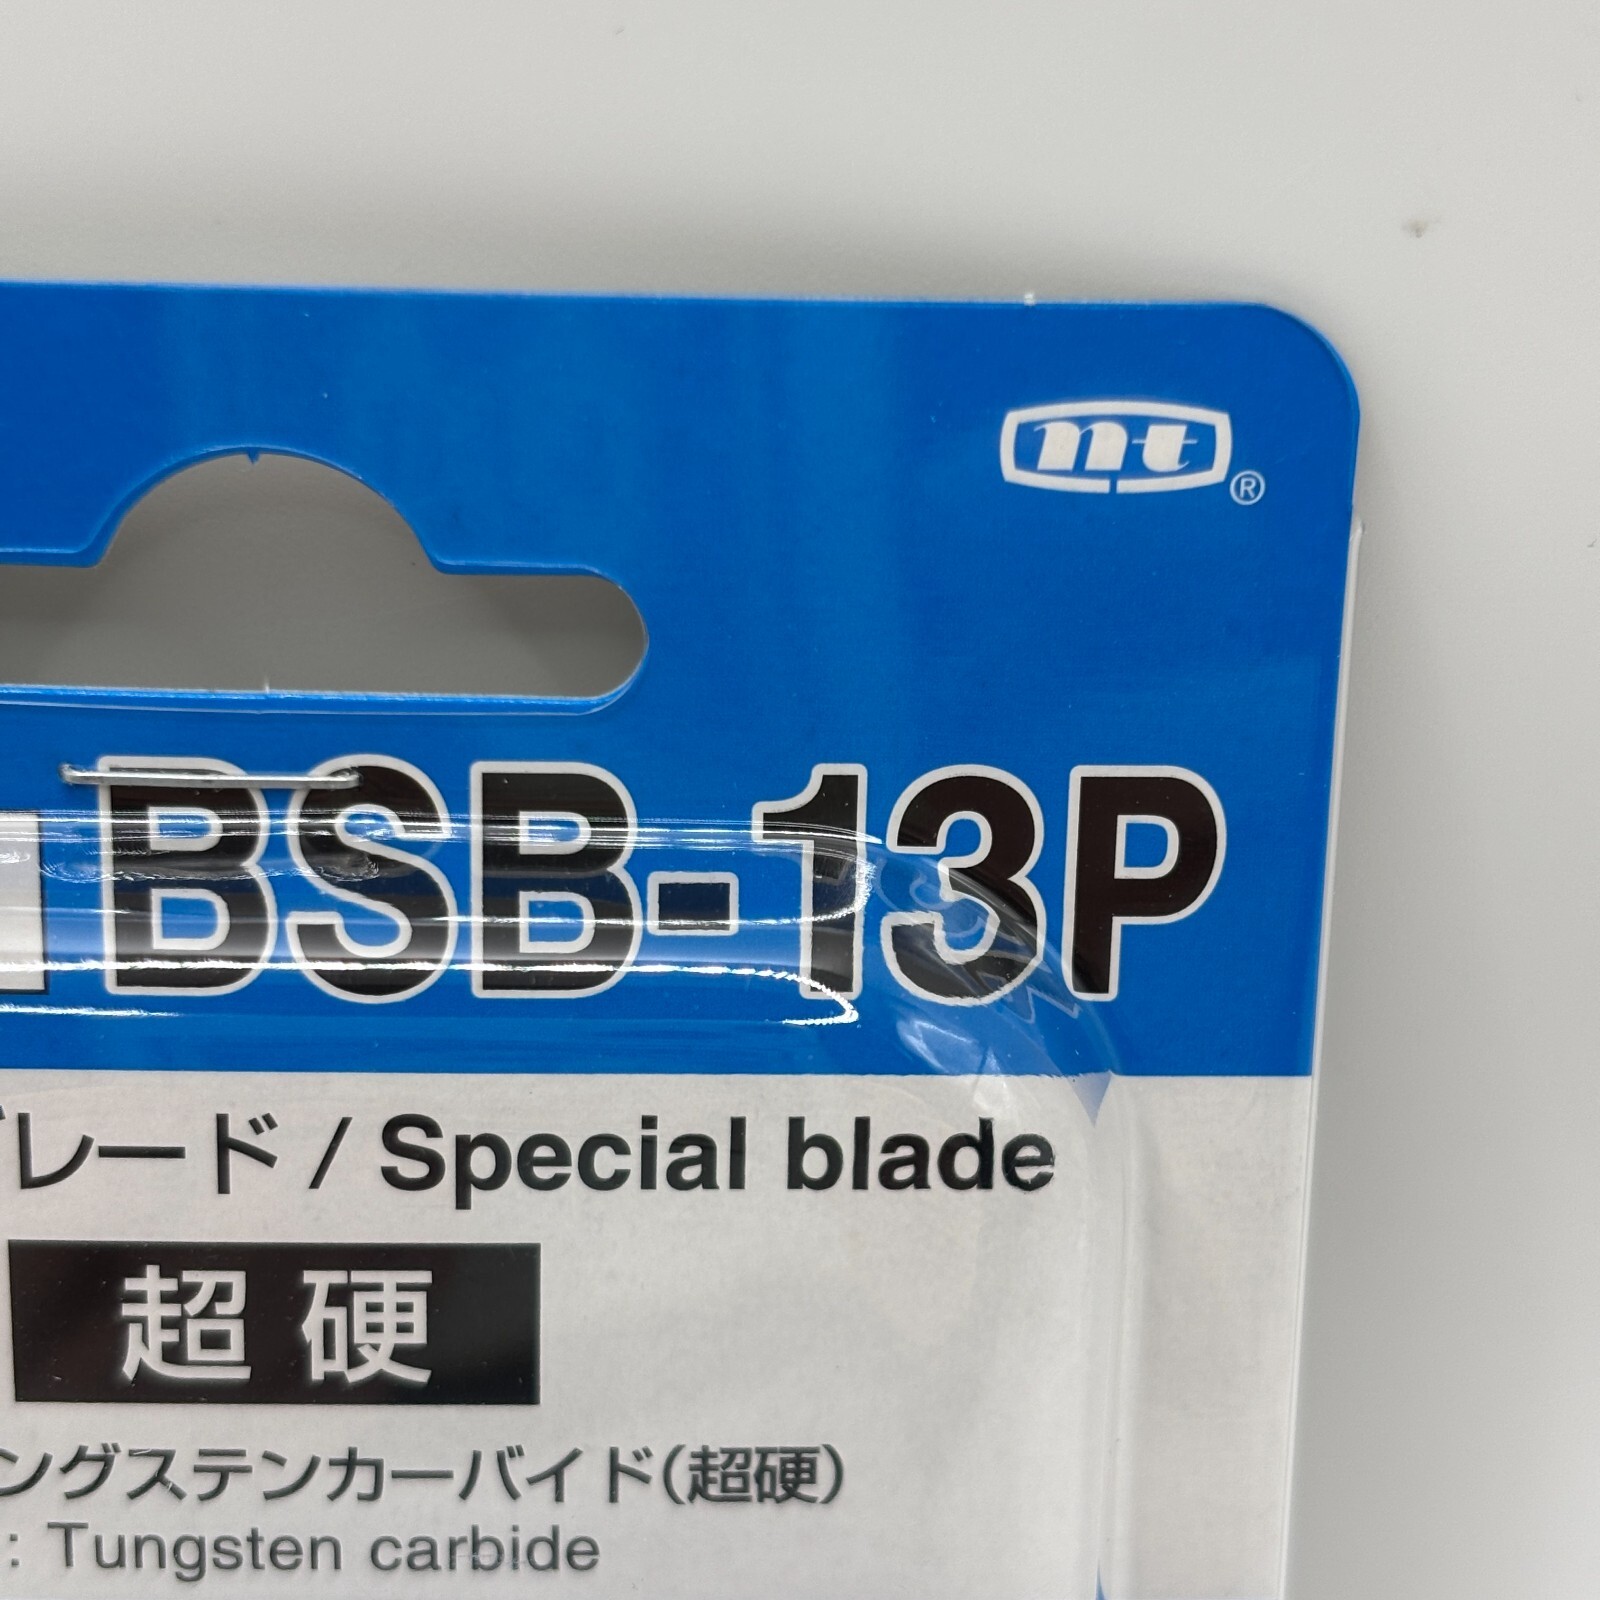 nt®
BSB-13P
ブレード / Special blade
超硬
ングステンカーバイド(超硬)
: Tungsten carbide